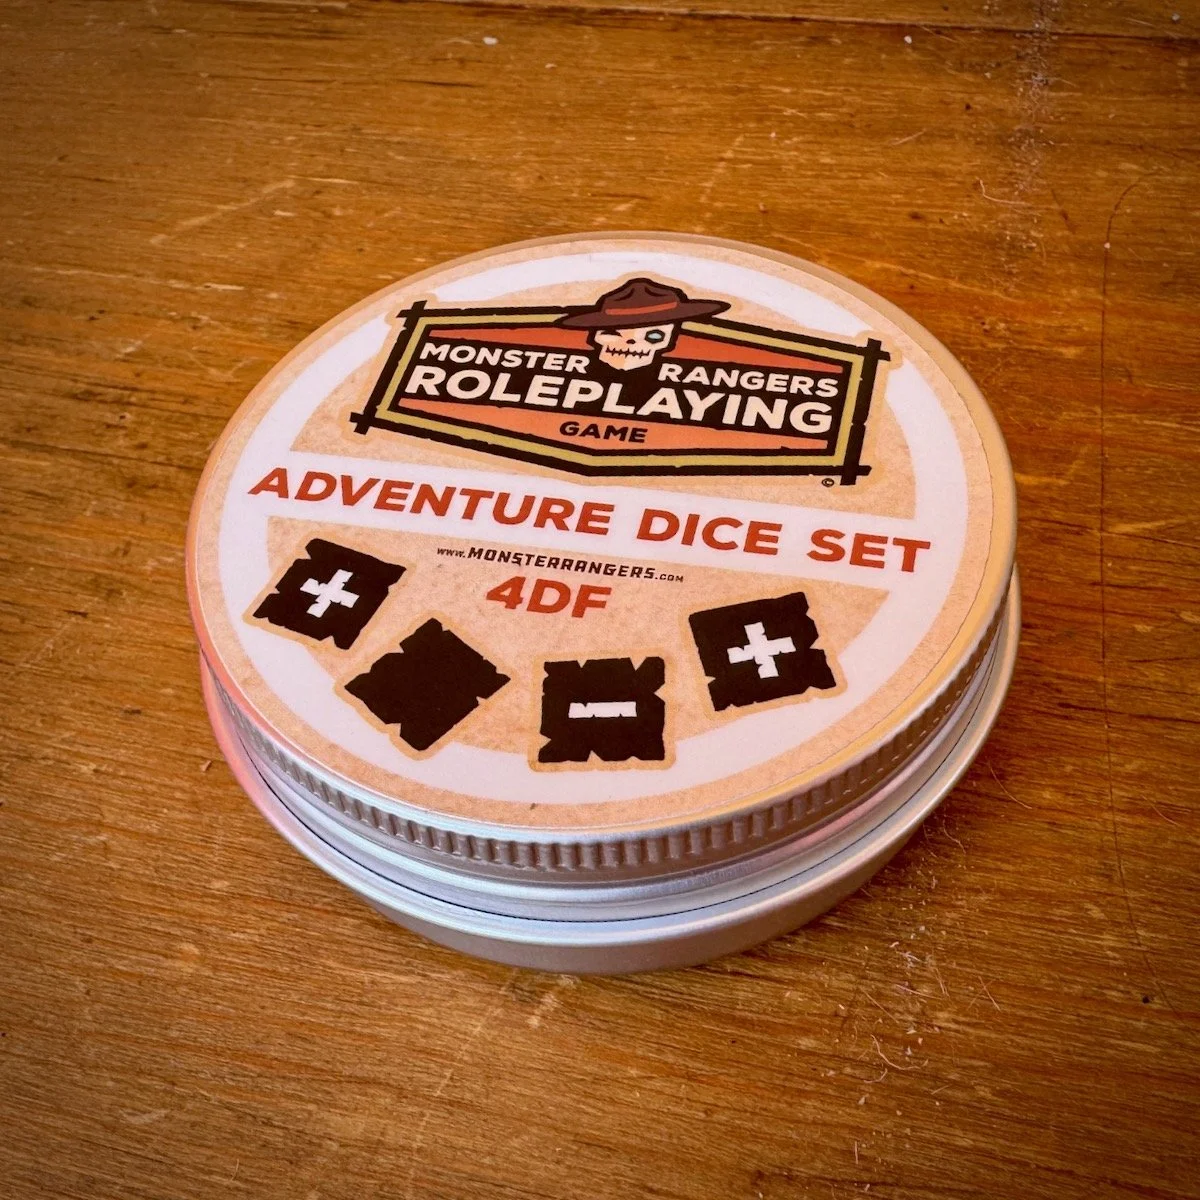 MONSTER RANGERS
ROLEPLAYING
GAME
©
ADVENTURE DICE SET
www.MONSTERRANGERS.com
4DF
+ - +